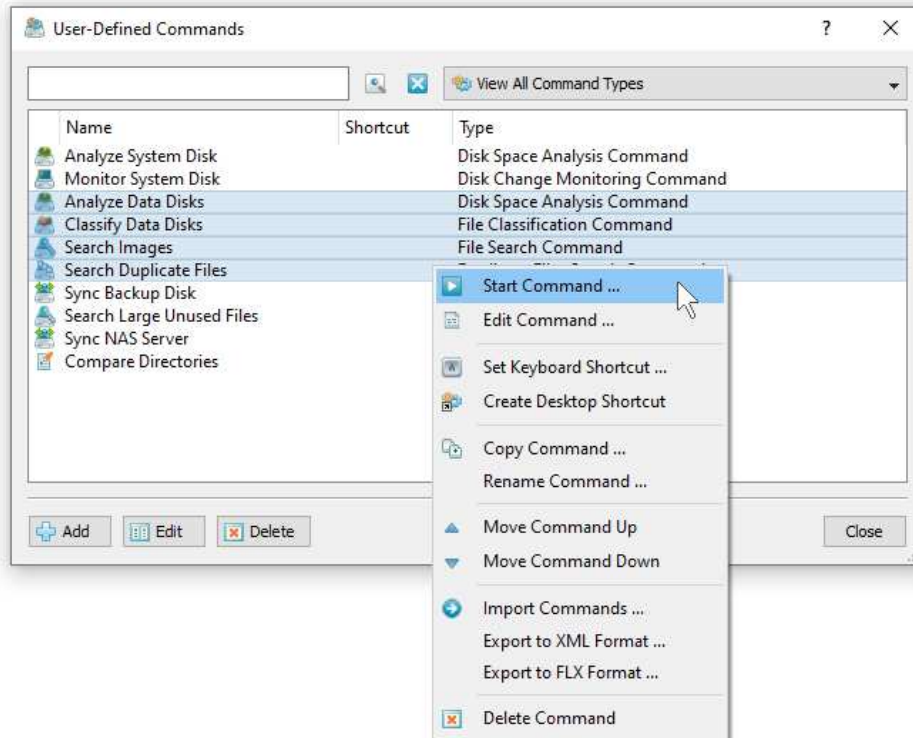 User-Defined Commands
View All Command Types
Name Shortcut Type
Analyze System Disk Disk Space Analysis Command
Monitor System Disk Disk Change Monitoring Command
Analyze Data Disks Disk Space Analysis Command
Classify Data Disks File Classification Command
Search Images File Search Command
Search Duplicate Files
Sync Backup Disk
Search Large Unused Files
Sync NAS Server
Compare Directories
Start Command ...
Edit Command ...
Set Keyboard Shortcut ...
Create Desktop Shortcut
Copy Command ...
Rename Command ...
Move Command Up
Move Command Down
Import Commands ...
Export to XML Format ...
Export to FLX Format ...
Delete Command
Add Edit Delete Close